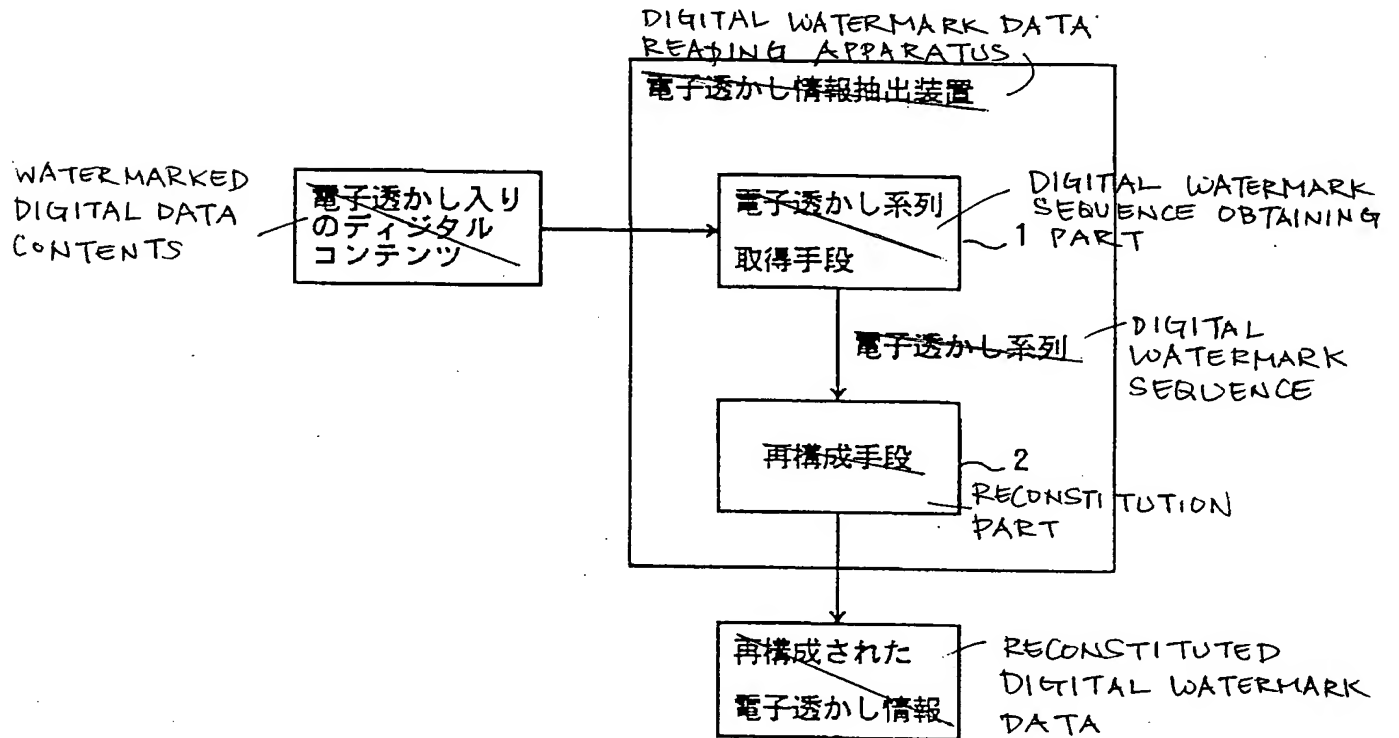 DIGITAL WATERMARK DATA
READING APPARATUS
電子透かし情報抽出装置
WATERMARKED
DIGITAL DATA
CONTENTS
電子透かし入り
のディジタル
コンテンツ
電子透かし系列
取得手段
1
DIGITAL WATERMARK
SEQUENCE OBTAINING
PART
電子透かし系列
DIGITAL
WATERMARK
SEQUENCE
再構成手段
2
RECONSTITUTION
PART
再構成された
電子透かし情報
RECONSTITUTED
DIGITAL WATERMARK
DATA